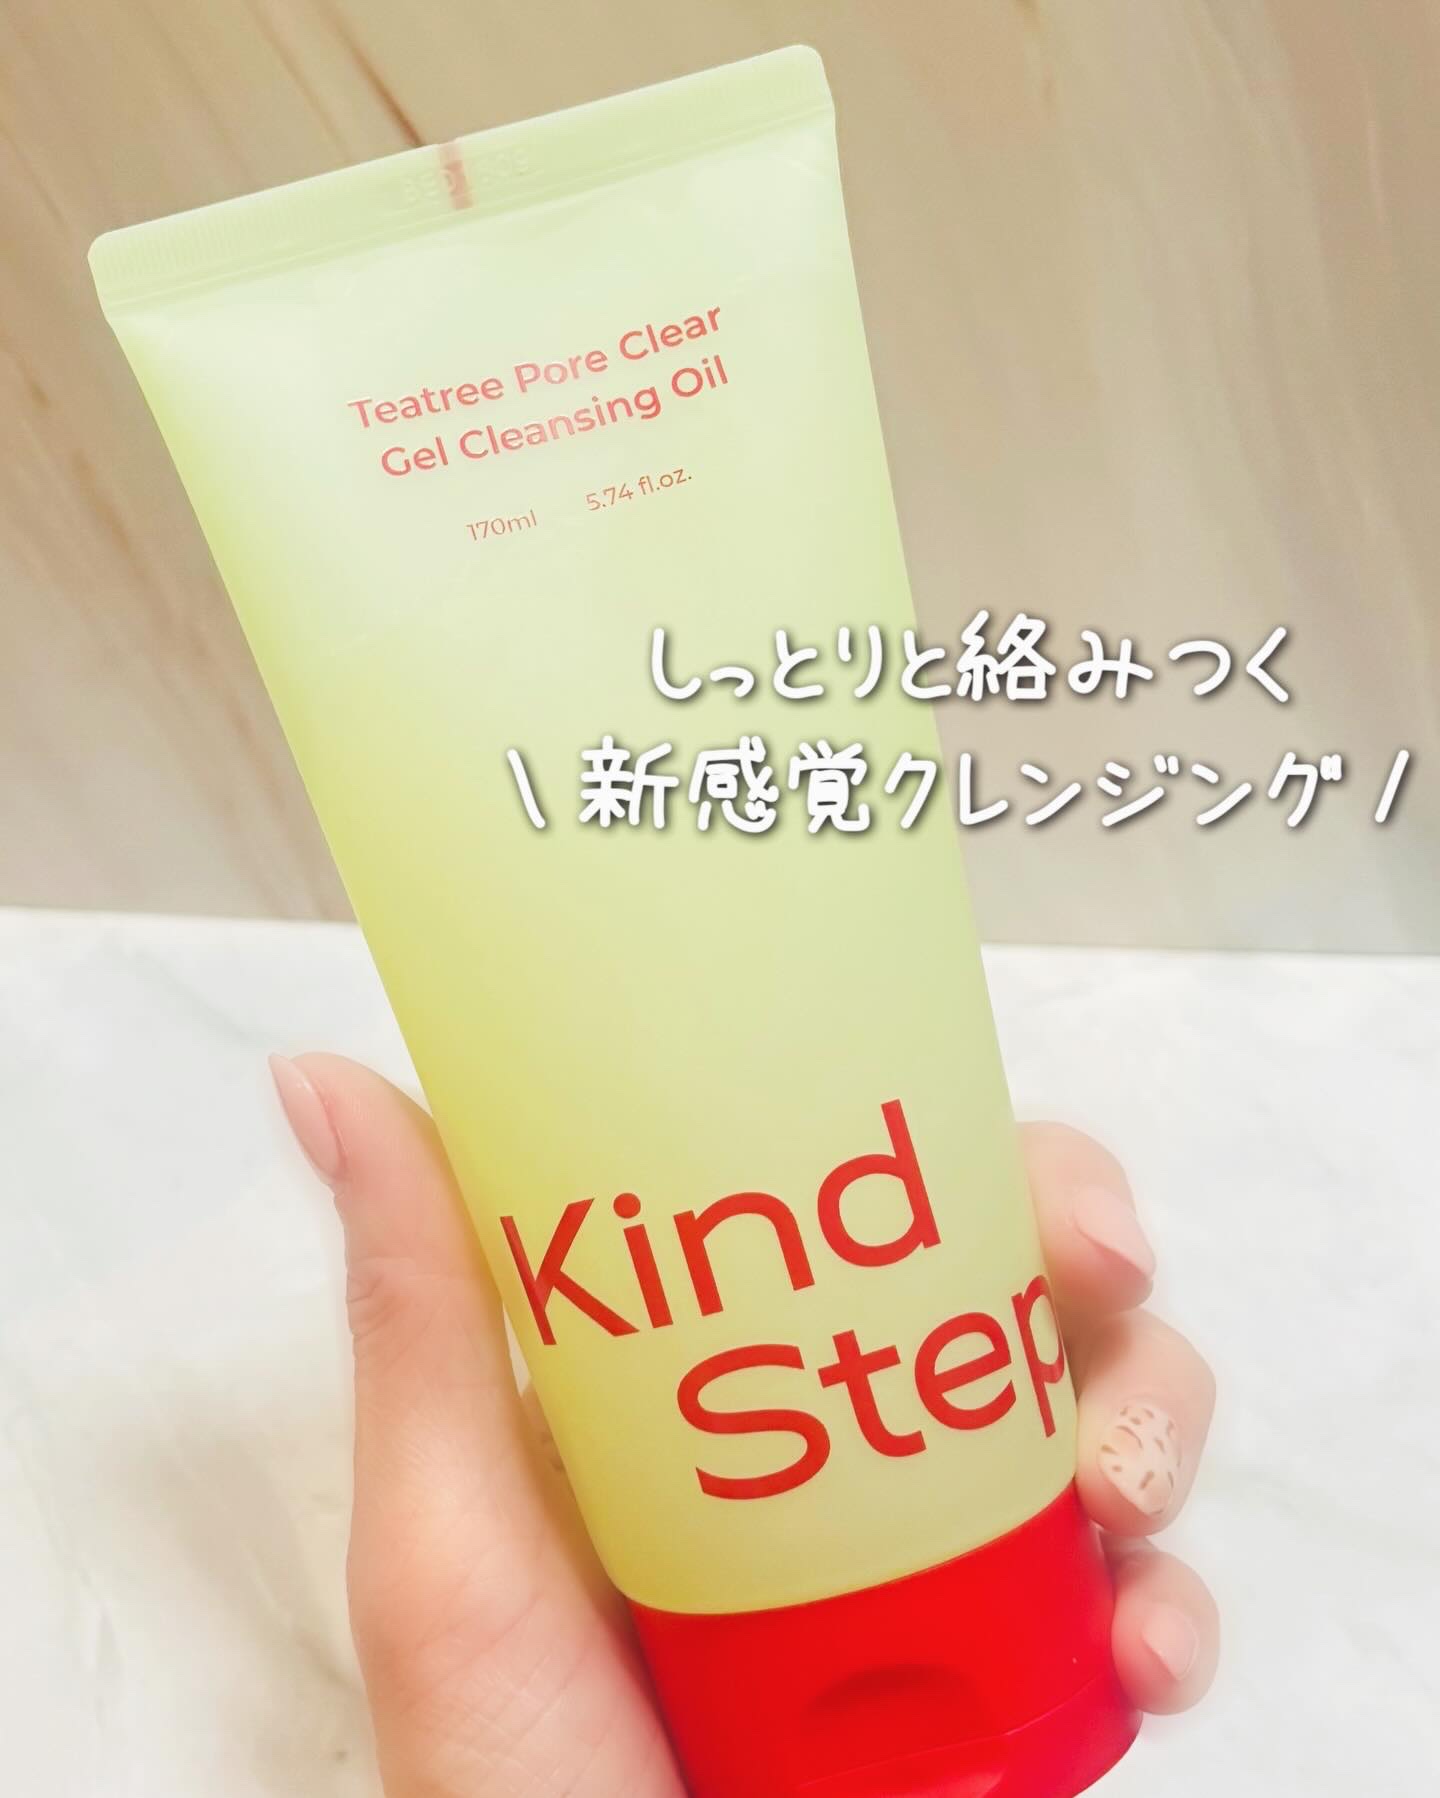 Teatree Pore Clear
Gel Cleansing Oil
170ml 5.74 fl.oz.
しっとりと絡みつく
\ 新感覚クレンジング /
Kind
Step